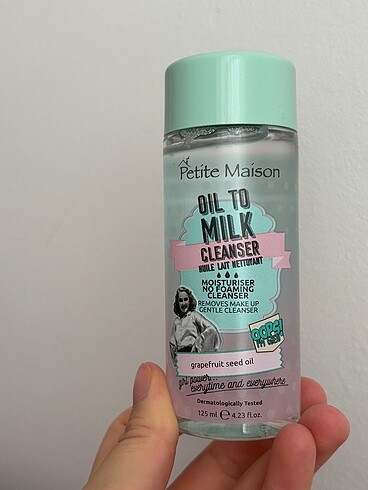 Petite Maison
OIL TO
MILK
CLEANSER
HUILE LAIT NETTOYANT
MOISTURISER
NO FOAMING
CLEANSER
REMOVES MAKE UP
GENTLE CLEANSER
OOPS!
grapefruit seed oil
girl power...
everytime and everywhere
Dermatologically Tested
125 ml ℮ 4.23 fl.oz.